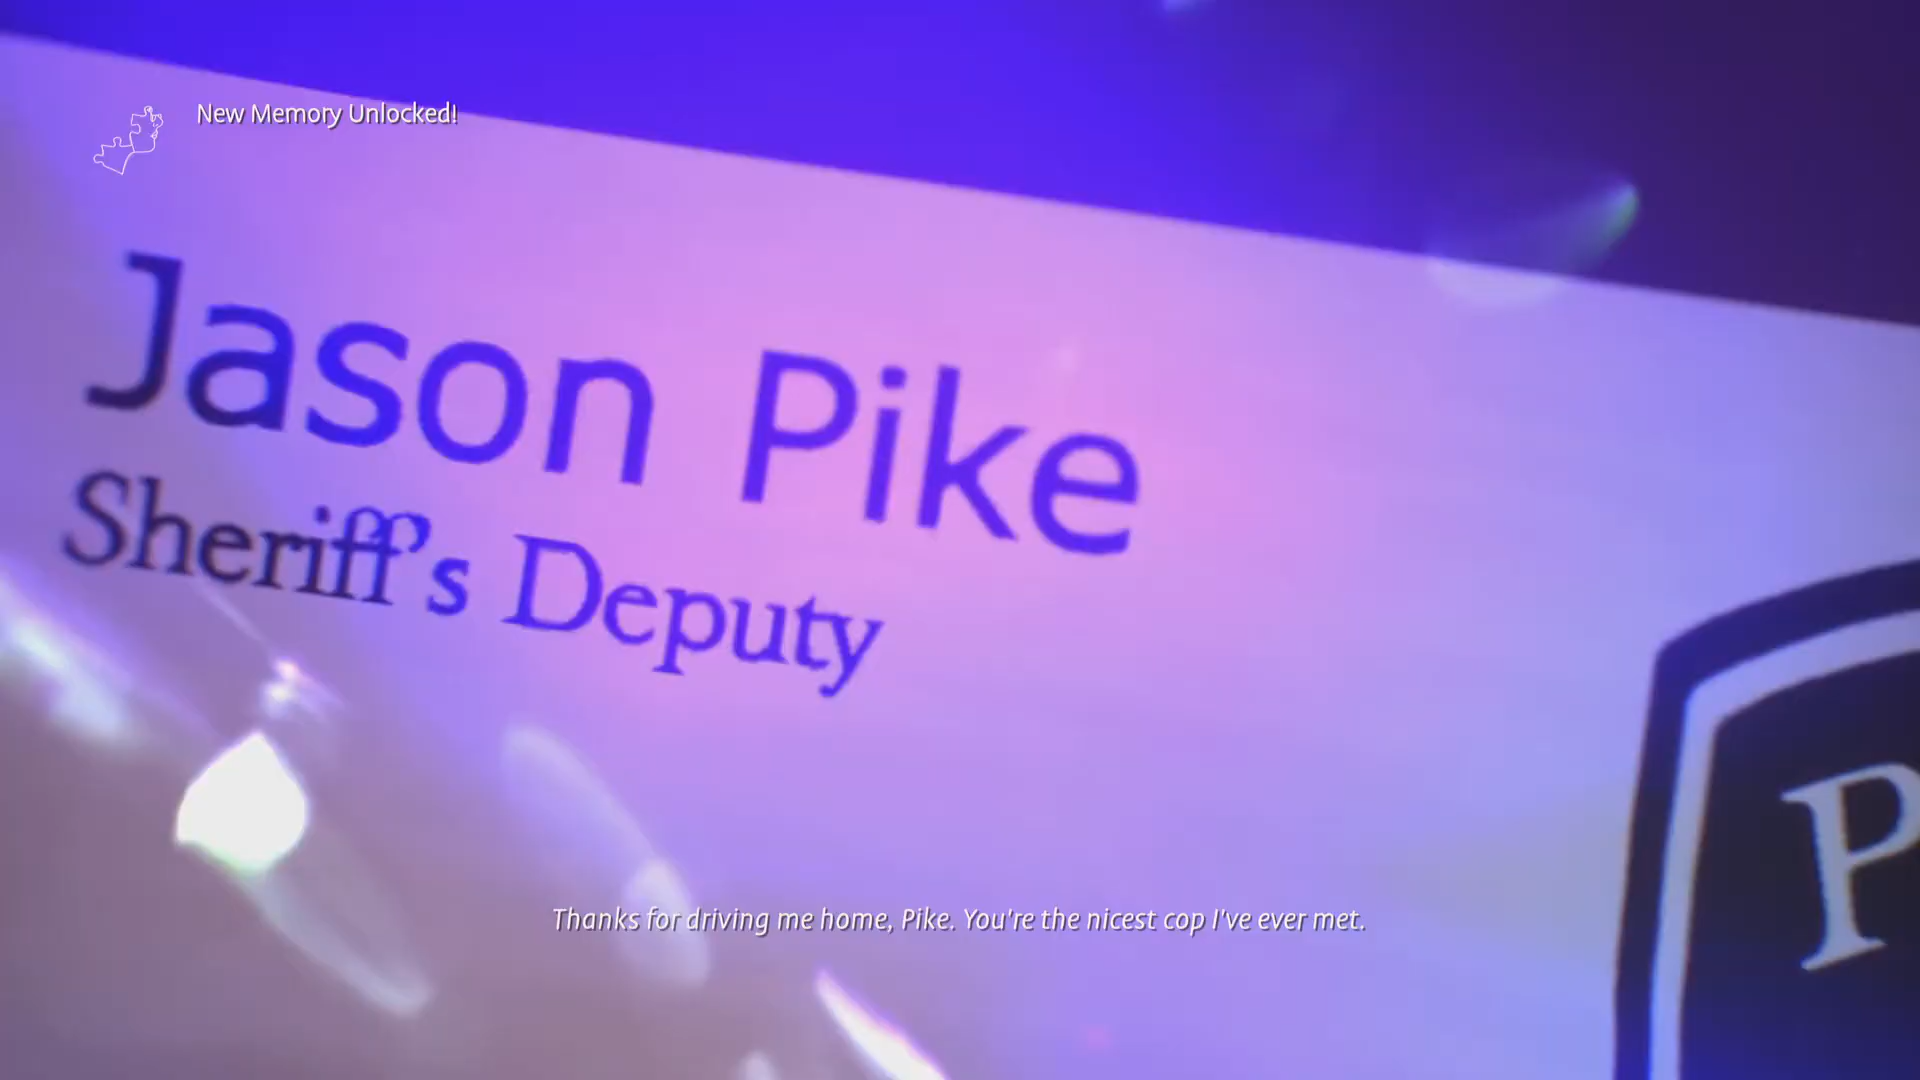 New Memory Unlocked!
Jason Pike
Sheriff's Deputy
P
Thanks for driving me home, Pike. You're the nicest cop I've ever met.